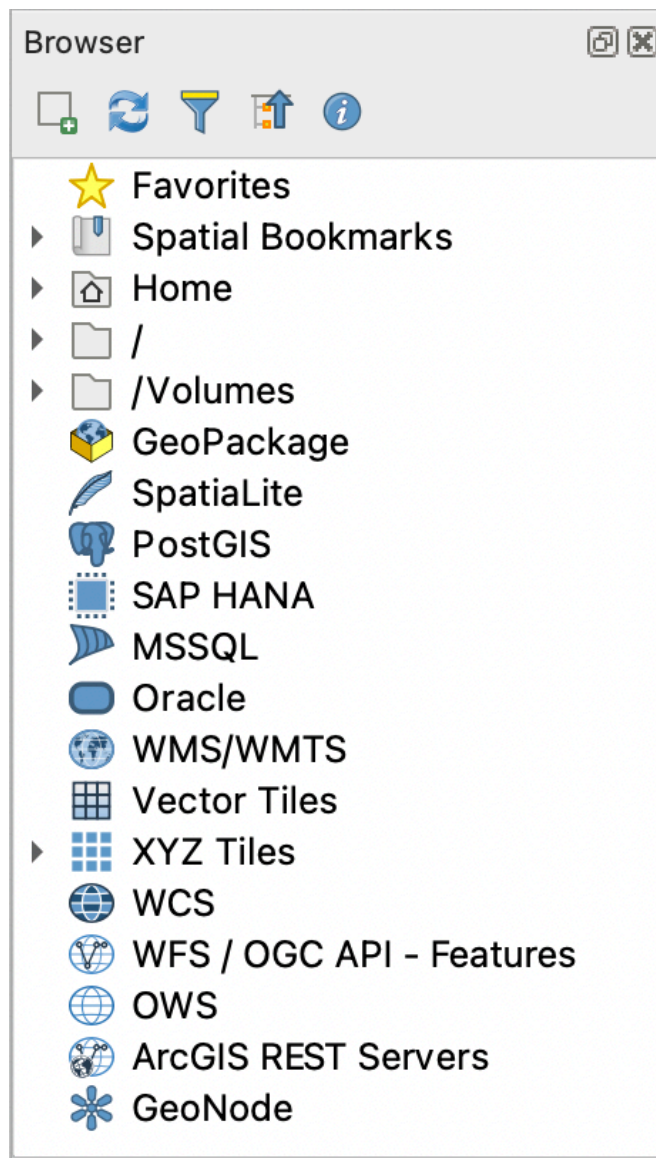 Browser
Favorites
Spatial Bookmarks
Home
/
/Volumes
GeoPackage
SpatiaLite
PostGIS
SAP HANA
MSSQL
Oracle
WMS/WMTS
Vector Tiles
XYZ Tiles
WCS
WFS / OGC API - Features
OWS
ArcGIS REST Servers
GeoNode